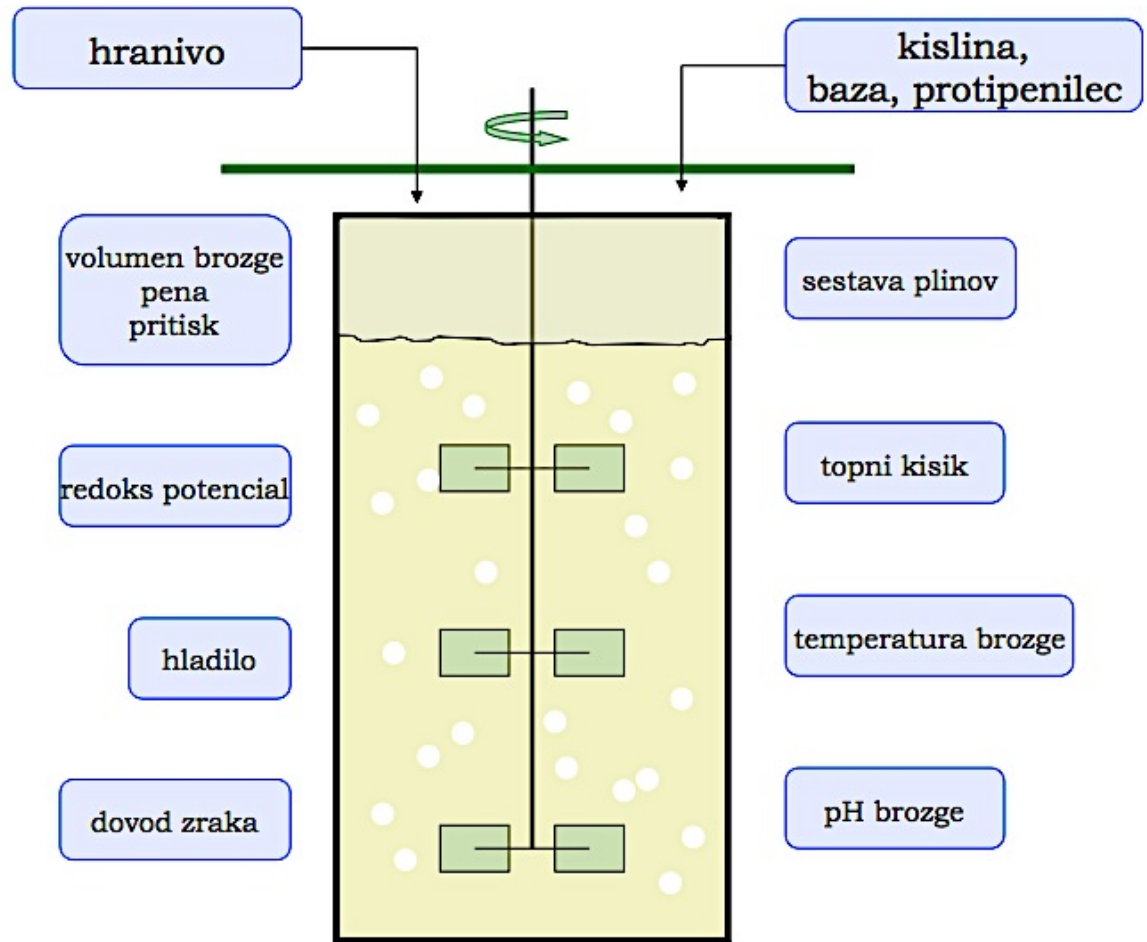 hranivo
kislina,
baza, protipenilec
volumen brozge
pena
pritisk
sestava plinov
redoks potencial
topni kisik
hladilo
temperatura brozge
dovod zraka
pH brozge